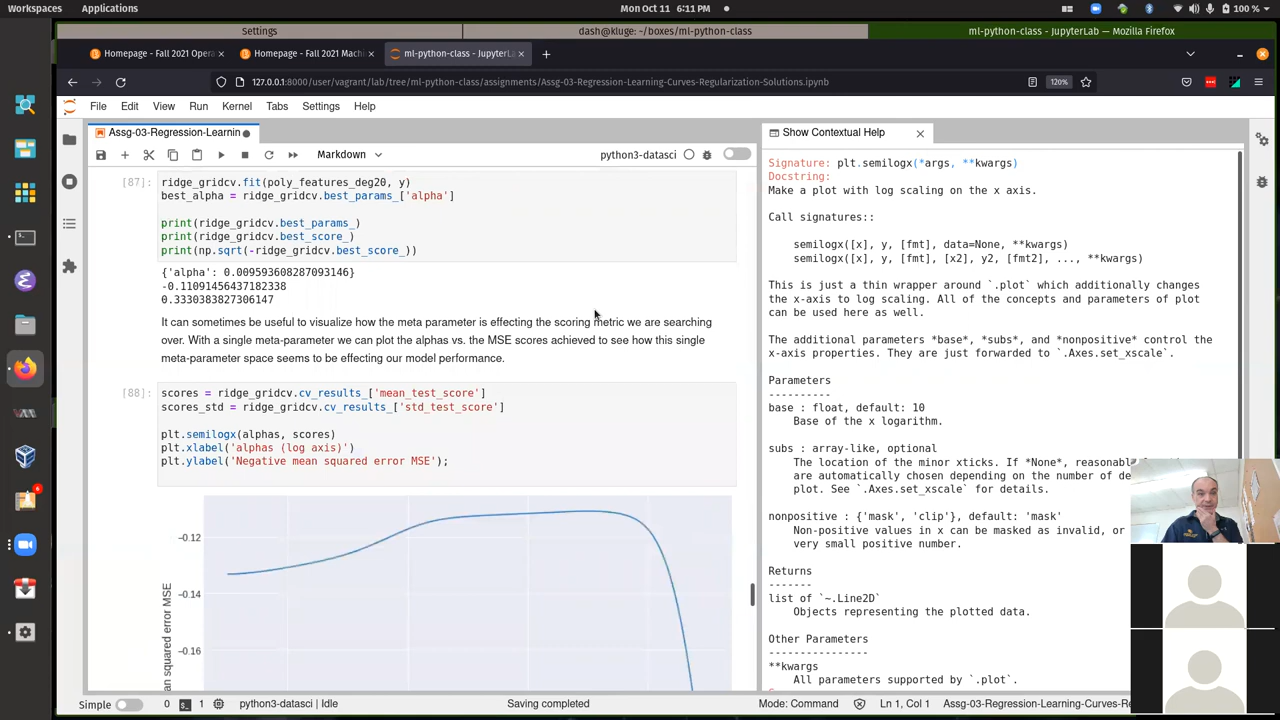 Workspaces Applications Mon Oct 11 6:11 PM 100 %
Settings dash@kluge: ~/boxes/ml-python-class ml-python-class - JupyterLab — Mozilla Firefox
Homepage - Fall 2021 Opera Homepage - Fall 2021 Machi ml-python-class - JupyterLab
127.0.0.1:8000/user/vagrant/lab/tree/ml-python-class/assignments/Assg-03-Regression-Learning-Curves-Regularization-Solutions.ipynb 120%
File Edit View Run Kernel Tabs Settings Help
Assg-03-Regression-Learnin
Markdown python3-datasci
[87]: ridge_gridcv.fit(poly_features_deg20, y)
best_alpha = ridge_gridcv.best_params_['alpha']
print(ridge_gridcv.best_params_)
print(ridge_gridcv.best_score_)
print(np.sqrt(-ridge_gridcv.best_score_))
{'alpha': 0.009593608287093146}
-0.11091456437182338
0.3330383827306147
It can sometimes be useful to visualize how the meta parameter is effecting the scoring metric we are searching
over. With a single meta-parameter we can plot the alphas vs. the MSE scores achieved to see how this single
meta-parameter space seems to be effecting our model performance.
[88]: scores = ridge_gridcv.cv_results_['mean_test_score']
scores_std = ridge_gridcv.cv_results_['std_test_score']
plt.semilogx(alphas, scores)
plt.xlabel('alphas (log axis)')
plt.ylabel('Negative mean squared error MSE');
-0.12
-0.14
-0.16
squared error MSE
Show Contextual Help
Signature: plt.semilogx(*args, **kwargs)
Docstring:
Make a plot with log scaling on the x axis.
Call signatures::
semilogx([x], y, [fmt], data=None, **kwargs)
semilogx([x], y, [fmt], [x2], y2, [fmt2], ..., **kwargs)
This is just a thin wrapper around `.plot` which additionally changes
the x-axis to log scaling. All of the concepts and parameters of plot
can be used here as well.
The additional parameters *base*, *subs*, and *nonpositive* control the
x-axis properties. They are just forwarded to `.Axes.set_xscale`.
Parameters
----------
base : float, default: 10
Base of the x logarithm.
subs : array-like, optional
The location of the minor xticks. If *None*, reasonable
are automatically chosen depending on the number of de
plot. See `.Axes.set_xscale` for details.
nonpositive : {'mask', 'clip'}, default: 'mask'
Non-positive values in x can be masked as invalid, or
very small positive number.
Returns
-------
list of `~.Line2D`
Objects representing the plotted data.
Other Parameters
----------------
**kwargs
All parameters supported by `.plot`.
Simple 0 1 python3-datasci | Idle Saving completed Mode: Command Ln 1, Col 1 Assg-03-Regression-Learning-Curves-Re